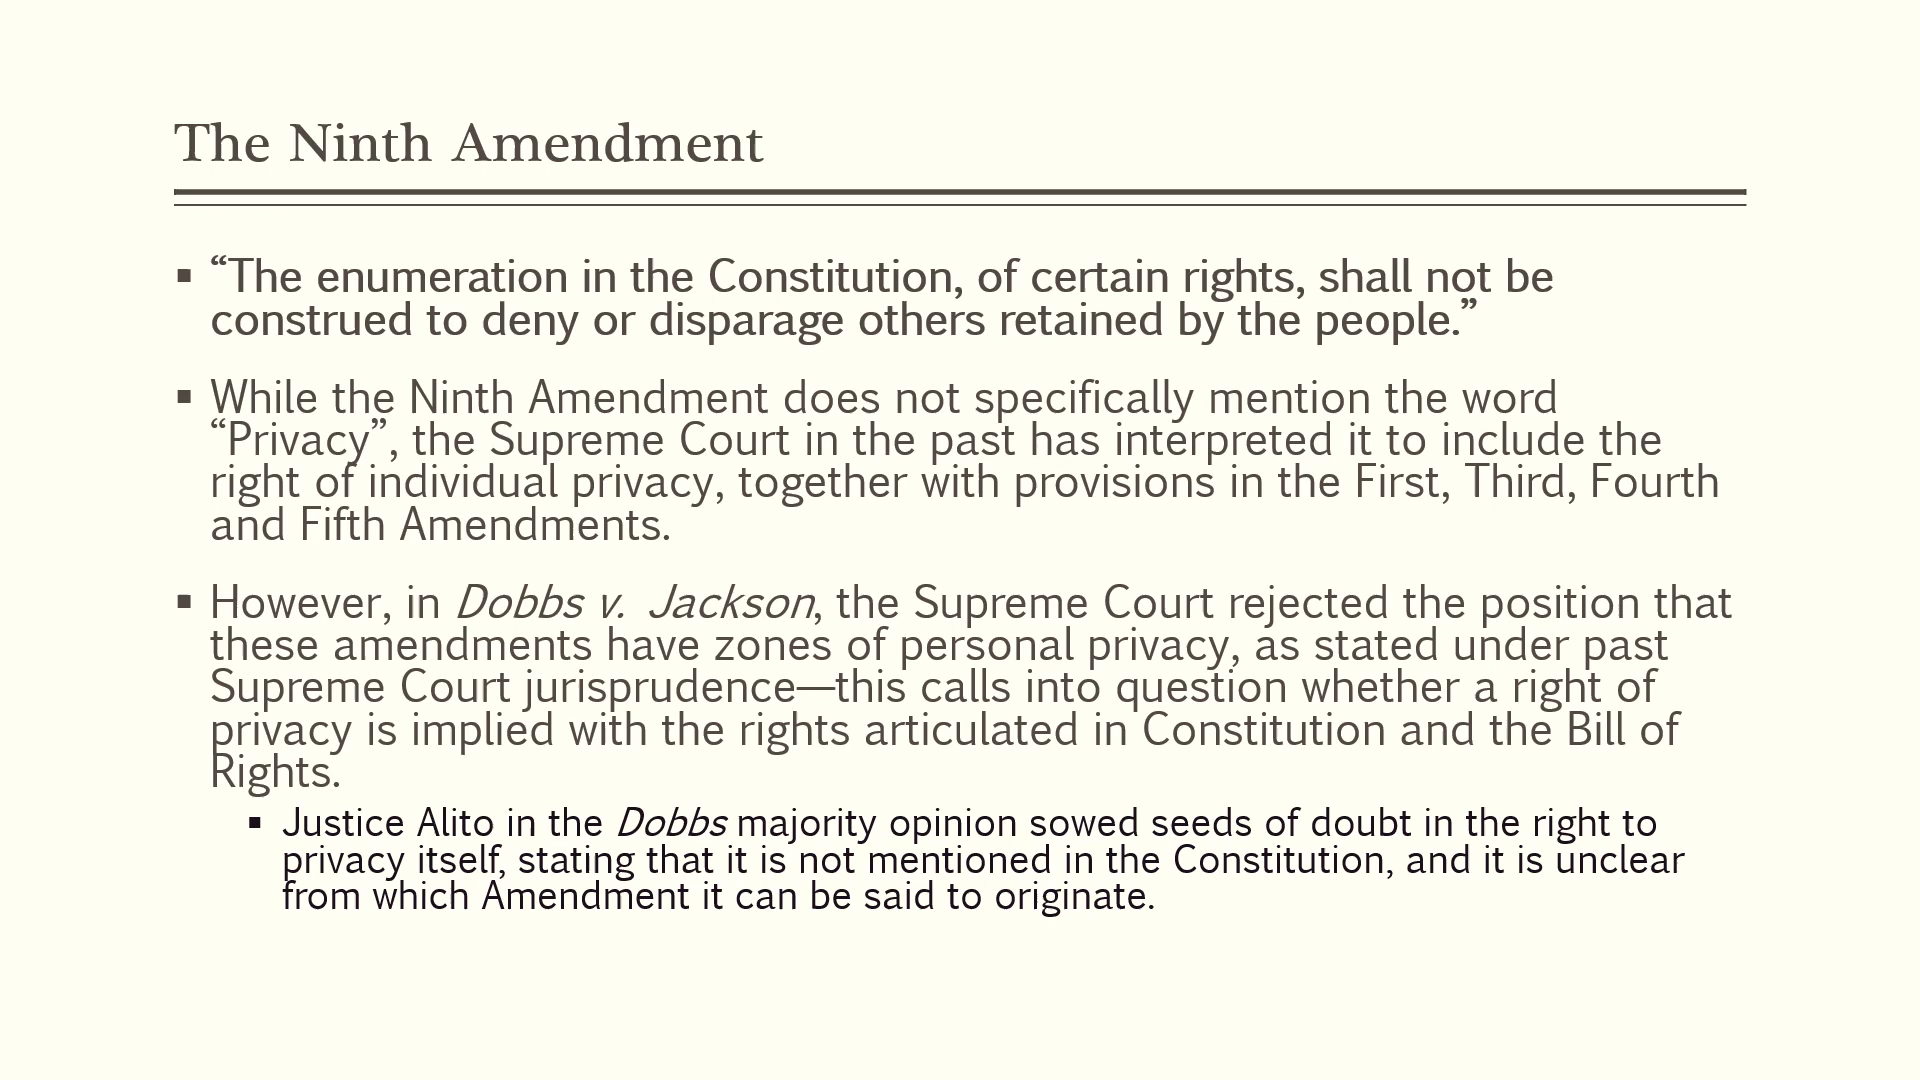 The Ninth Amendment
▪ “The enumeration in the Constitution, of certain rights, shall not be
construed to deny or disparage others retained by the people.”
▪ While the Ninth Amendment does not specifically mention the word
“Privacy”, the Supreme Court in the past has interpreted it to include the
right of individual privacy, together with provisions in the First, Third, Fourth
and Fifth Amendments.
▪ However, in Dobbs v. Jackson, the Supreme Court rejected the position that
these amendments have zones of personal privacy, as stated under past
Supreme Court jurisprudence—this calls into question whether a right of
privacy is implied with the rights articulated in Constitution and the Bill of
Rights.
▪ Justice Alito in the Dobbs majority opinion sowed seeds of doubt in the right to
privacy itself, stating that it is not mentioned in the Constitution, and it is unclear
from which Amendment it can be said to originate.